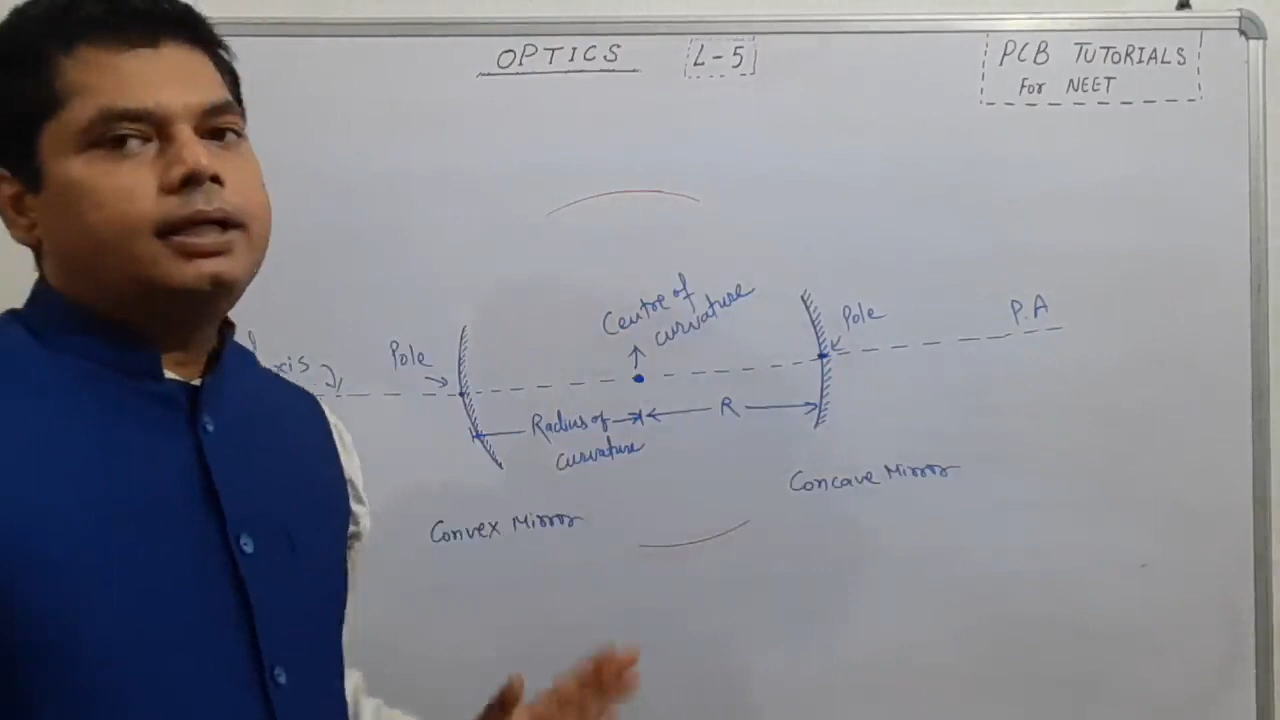 OPTICS L-5
PCB TUTORIALS
For NEET
Centre of
curvature
Pole
P.A
Pole
Radius of
curvature
R
Concave Mirror
Convex Mirror